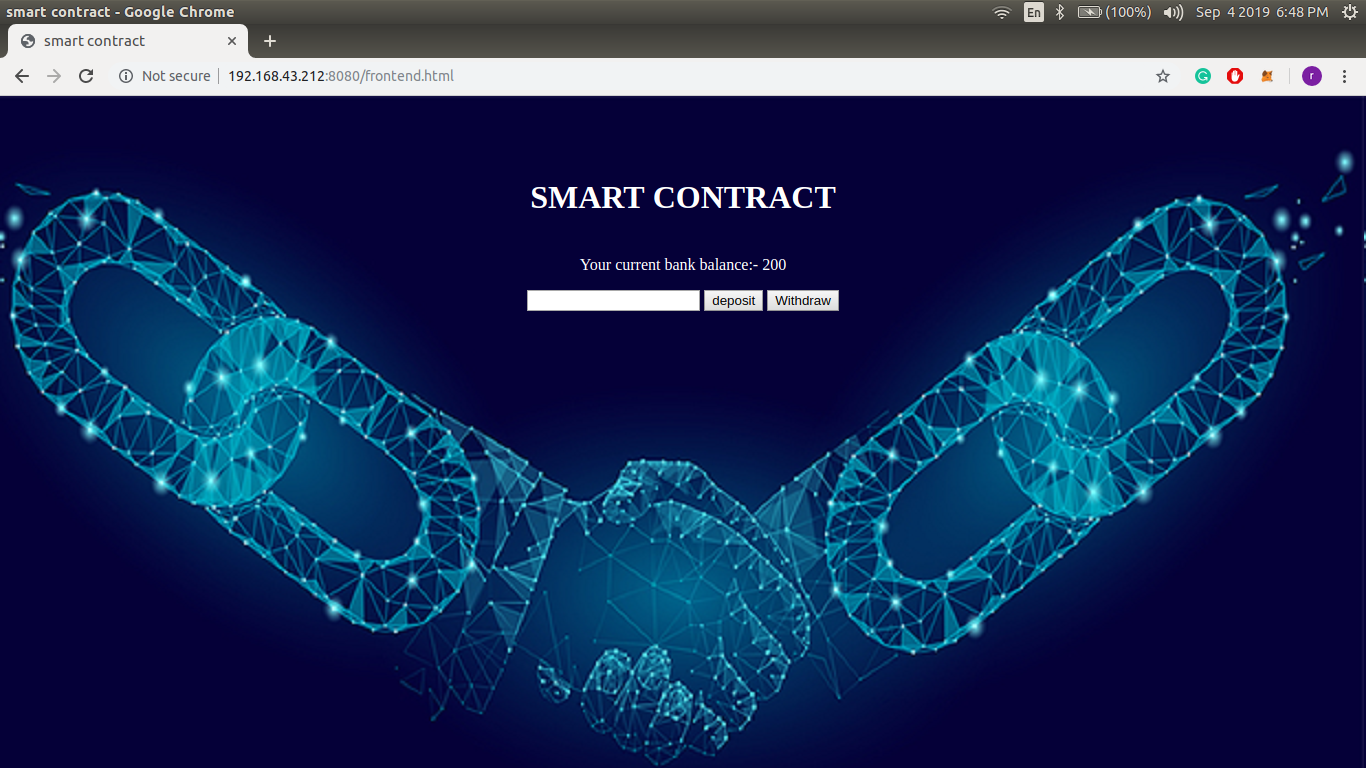 smart contract - Google Chrome
En
(100%)
Sep 4 2019 6:48 PM
smart contract
Not secure
192.168.43.212:8080/frontend.html
r
SMART CONTRACT
Your current bank balance:- 200
deposit
Withdraw